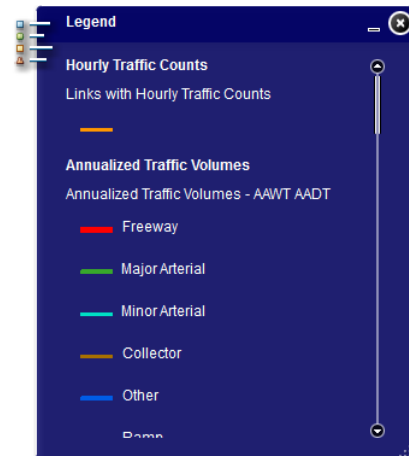 Legend
Hourly Traffic Counts
Links with Hourly Traffic Counts
Annualized Traffic Volumes
Annualized Traffic Volumes - AAWT AADT
Freeway
Major Arterial
Minor Arterial
Collector
Other
Ramp